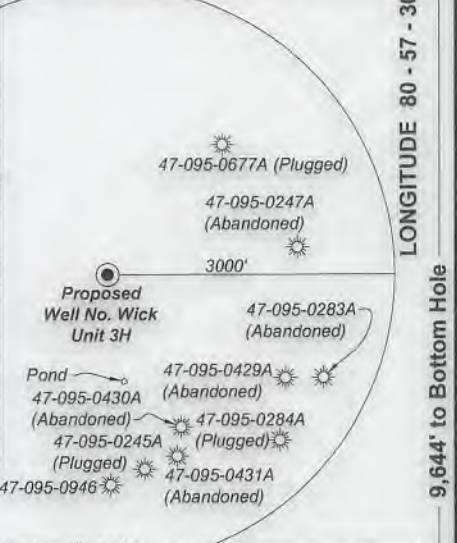 47-095-0677A (Plugged)
47-095-0247A
(Abandoned)
3000'
Proposed
Well No. Wick
Unit 3H
47-095-0283A
(Abandoned)
Pond
47-095-0429A
(Abandoned)
47-095-0430A
(Abandoned)
47-095-0284A
(Plugged)
47-095-0245A
(Plugged)
47-095-0431A
(Abandoned)
47-095-0946
LONGITUDE 80 - 57 - 30
9,644' to Bottom Hole